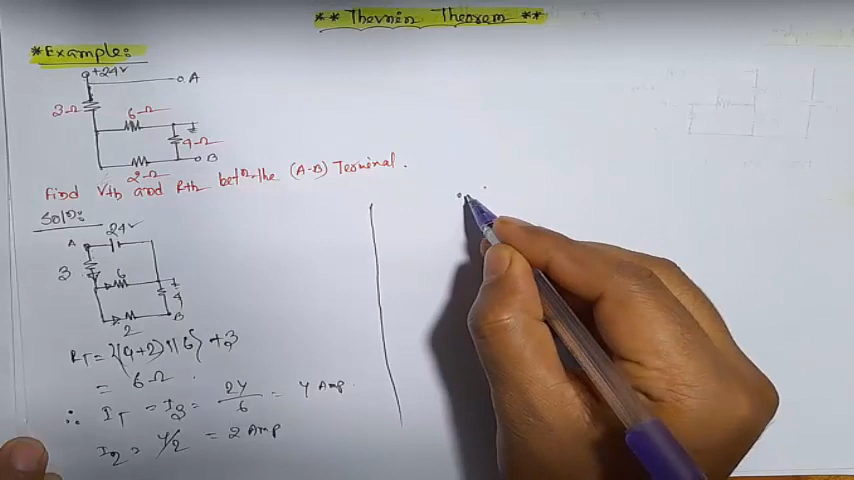 ** Thevnin Theorem **
*Example:
+24V
A
3Ω
6Ω
4Ω
B
2Ω
Find Vth and Rth betn the (A-B) Terminal.
Soln:
24V
A
3
6
4
B
2
RT = {(4+2)||6} +3
= 6Ω
∴ IT = I3 = 24/6 = 4 Amp.
I2 = 4/2 = 2 Amp